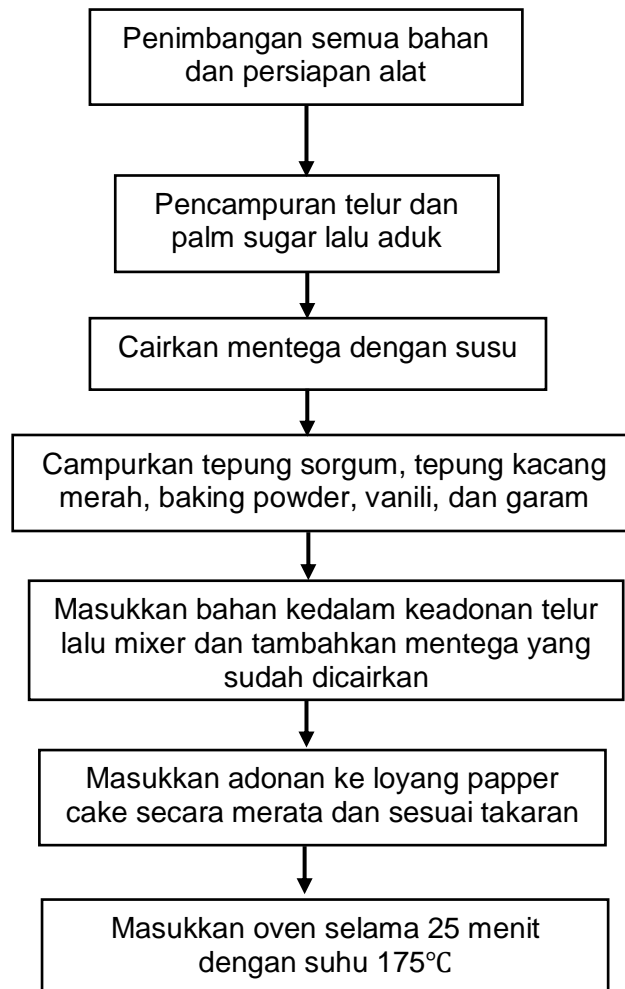 Penimbangan semua bahan
dan persiapan alat
Pencampuran telur dan
palm sugar lalu aduk
Cairkan mentega dengan susu
Campurkan tepung sorgum, tepung kacang
merah, baking powder, vanili, dan garam
Masukkan bahan kedalam keadonan telur
lalu mixer dan tambahkan mentega yang
sudah dicairkan
Masukkan adonan ke loyang papper
cake secara merata dan sesuai takaran
Masukkan oven selama 25 menit
dengan suhu 175℃